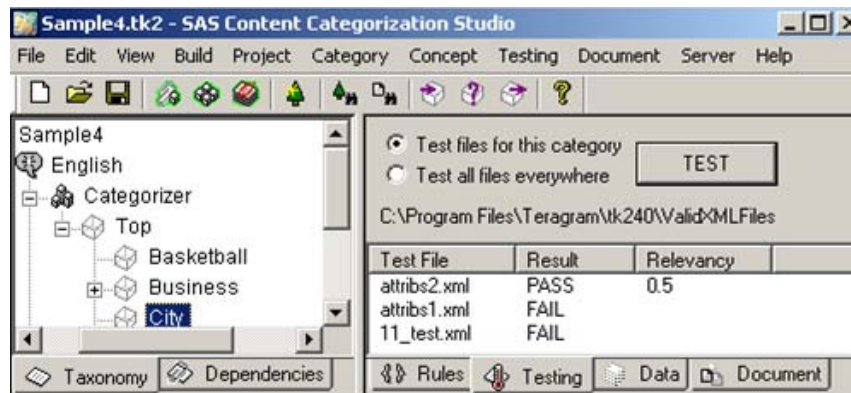 Sample4.tk2 - SAS Content Categorization Studio
File Edit View Build Project Category Concept Testing Document Server Help
Sample4
English
Categorizer
Top
Basketball
Business
City
Taxonomy Dependencies
Test files for this category
Test all files everywhere
TEST
C:\Program Files\Teragram\tk240\ValidXMLFiles
Test File Result Relevancy
attribs2.xml PASS 0.5
attribs1.xml FAIL
11_test.xml FAIL
Rules Testing Data Document